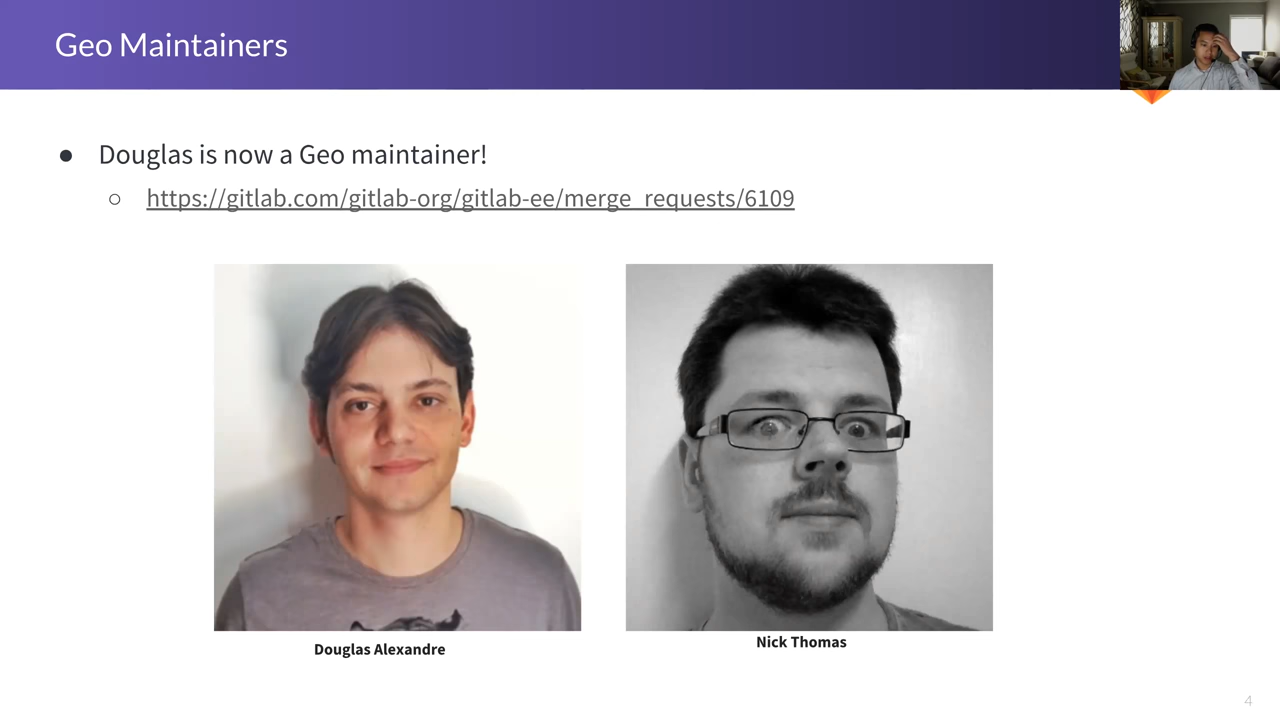 Geo Maintainers
● Douglas is now a Geo maintainer!
○ https://gitlab.com/gitlab-org/gitlab-ee/merge_requests/6109
Douglas Alexandre
Nick Thomas
4